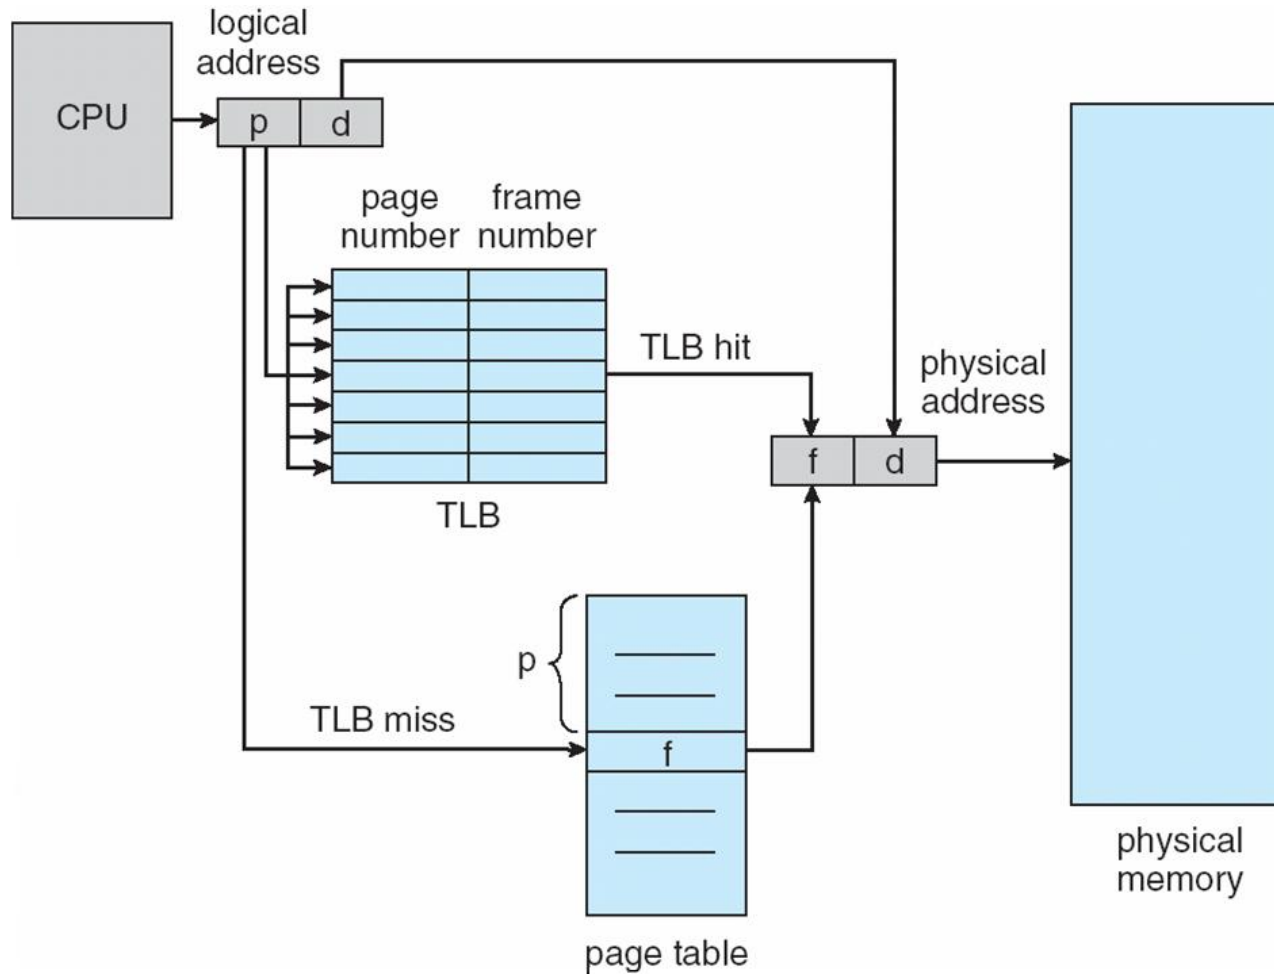 logical
address
CPU
p
d
page
number
frame
number
TLB hit
physical
address
f
d
TLB
p
TLB miss
f
physical
memory
page table